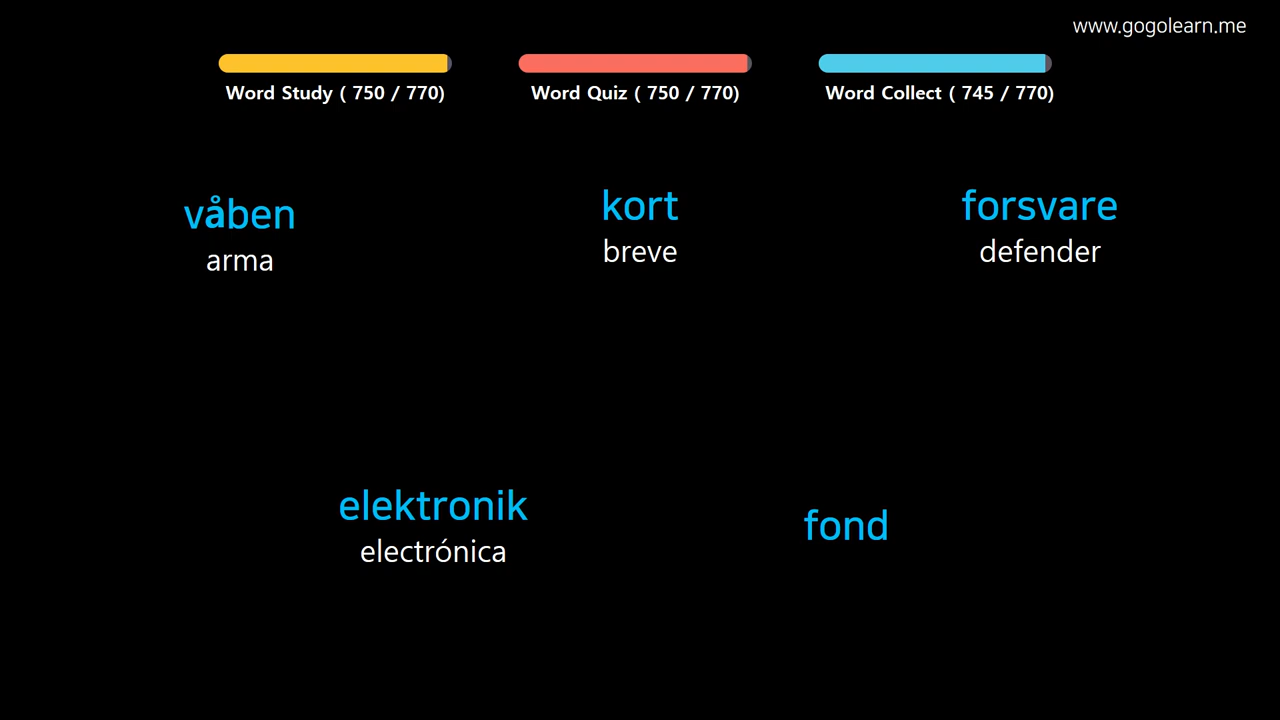 www.gogolearn.me
Word Study ( 750 / 770)
Word Quiz ( 750 / 770)
Word Collect ( 745 / 770)
våben
arma
kort
breve
forsvare
defender
elektronik
electrónica
fond